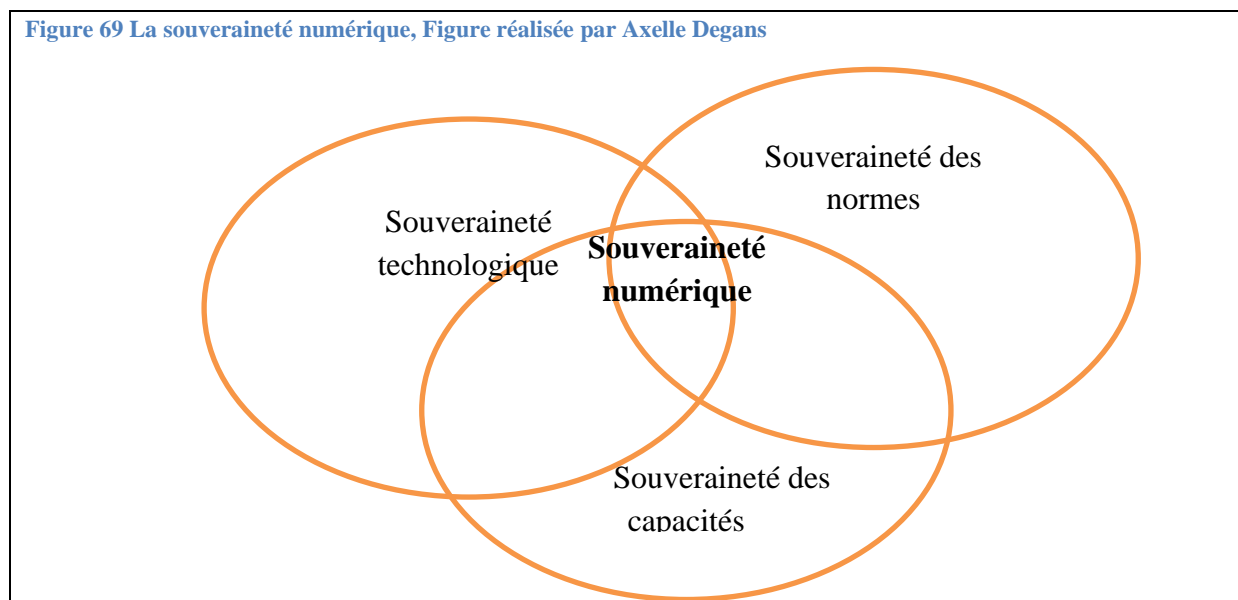 Figure 69 La souveraineté numérique, Figure réalisée par Axelle Degans
Souveraineté des
normes
Souveraineté
technologique
Souveraineté
numérique
Souveraineté des
capacités